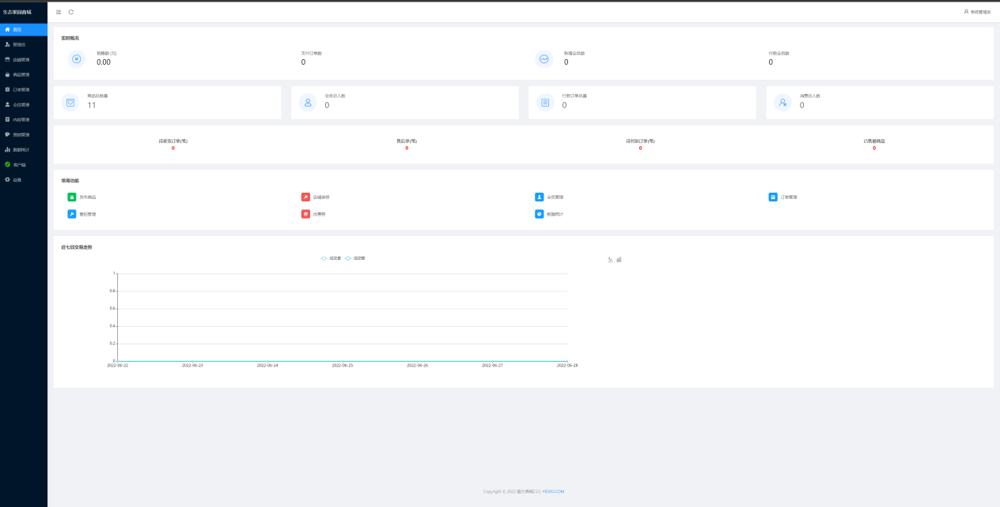 生态果园商城
系统管理员
首页
管理员
店铺管理
商品管理
订单管理
会员管理
内容管理
营销管理
数据统计
客户端
设置
实时概况
销售额 (元)
0.00
支付订单数
0
新增会员数
0
付款会员数
0
商品总数量
11
会员总人数
0
付款订单总量
0
消费总人数
0
待发货订单(笔)
0
售后单(笔)
0
待付款订单(笔)
0
已售罄商品
0
常用功能
发布商品
店铺装修
会员管理
订单管理
售后管理
优惠券
数据统计
近七日交易走势
成交量 成交额
1
0.8
0.6
0.4
0.2
0
2022-06-22 2022-06-23 2022-06-24 2022-06-25 2022-06-26 2022-06-27 2022-06-28
Copyright © 2022 萤火商城2.0 | YIOVO.COM